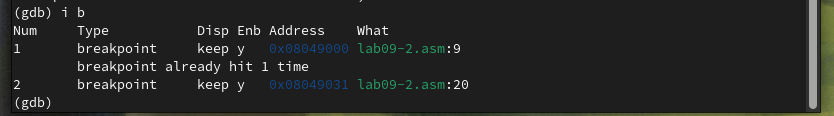 (gdb) i b
Num     Type           Disp Enb Address    What
1       breakpoint     keep y   0x08049000 lab09-2.asm:9
        breakpoint already hit 1 time
2       breakpoint     keep y   0x08049031 lab09-2.asm:20
(gdb)